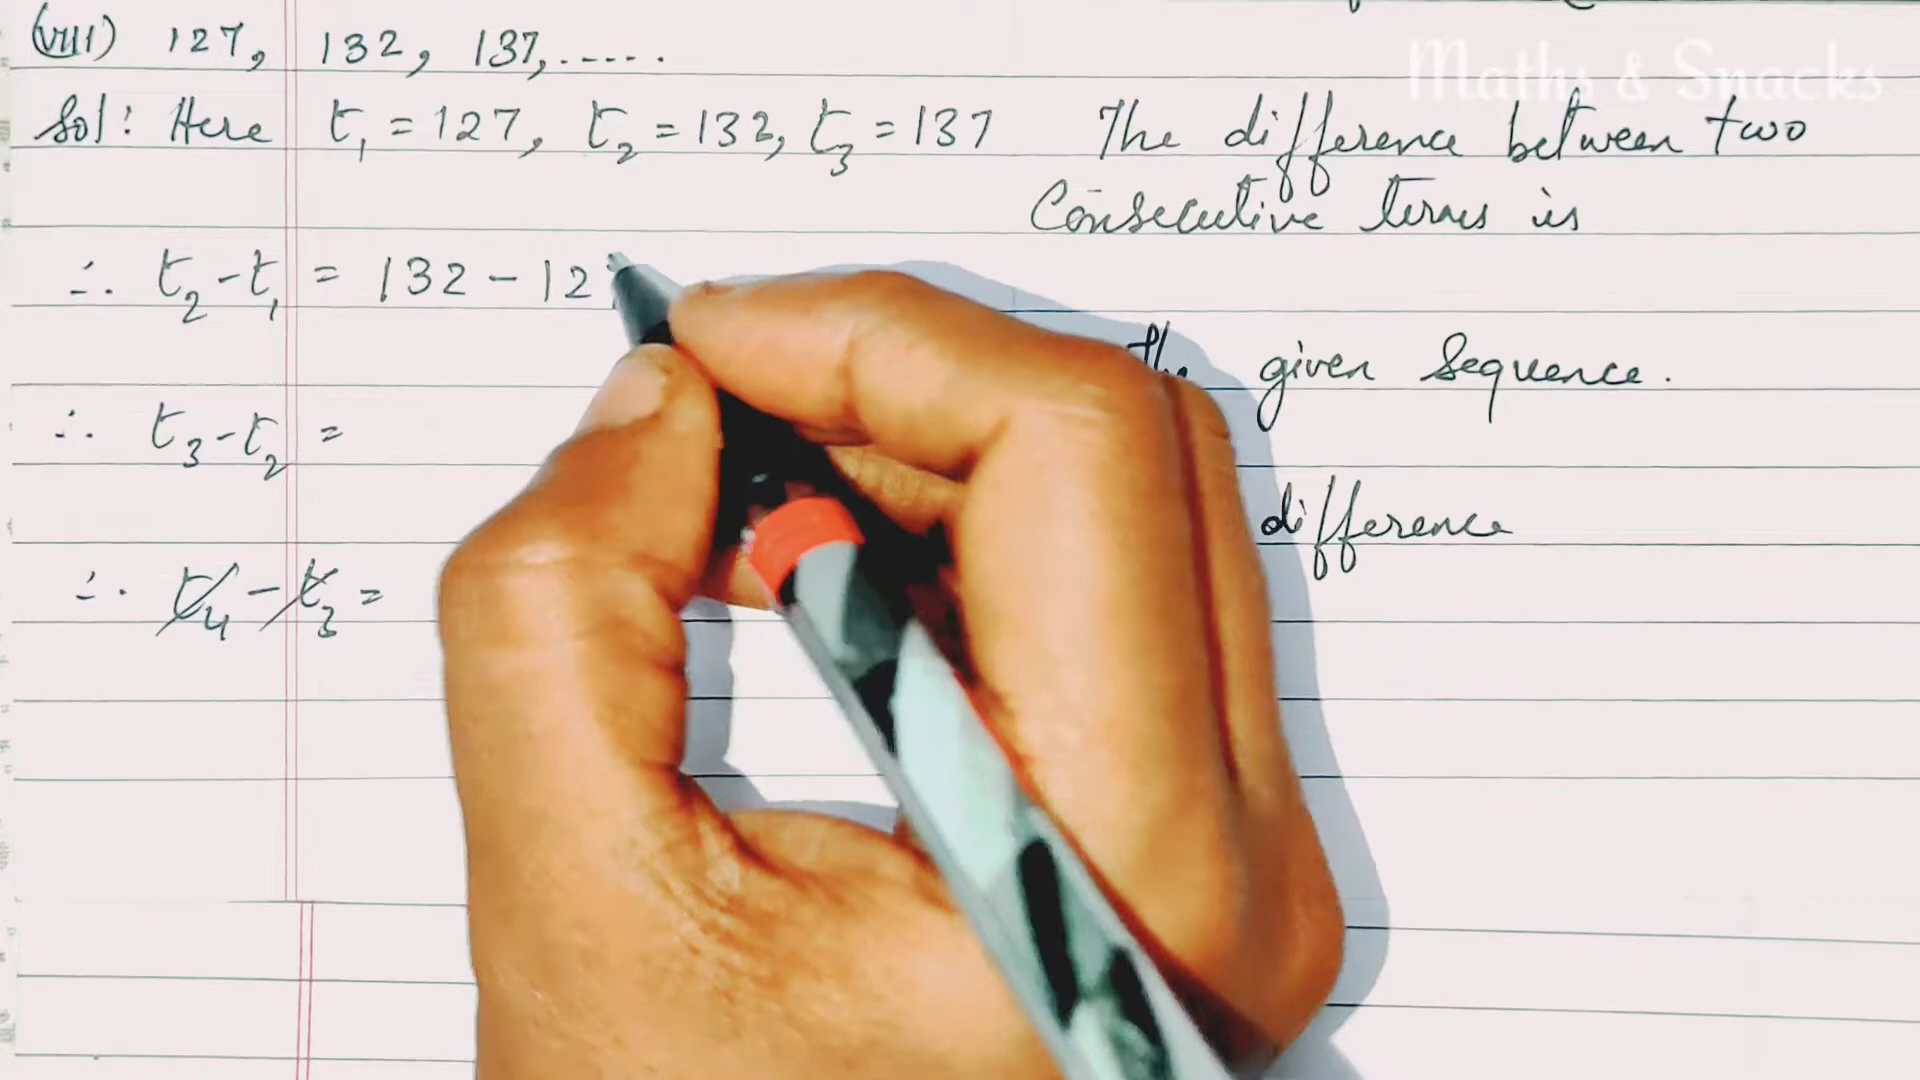 (VIII) 127, 132, 137, .....
Maths & Snacks
Sol: Here t₁ = 127, t₂ = 132, t₃ = 137 The difference between two
Consecutive terms is
∴ t₂ - t₁ = 132 - 12
the given Sequence.
∴ t₃ - t₂ =
difference
∴ t₄ - t₃ =